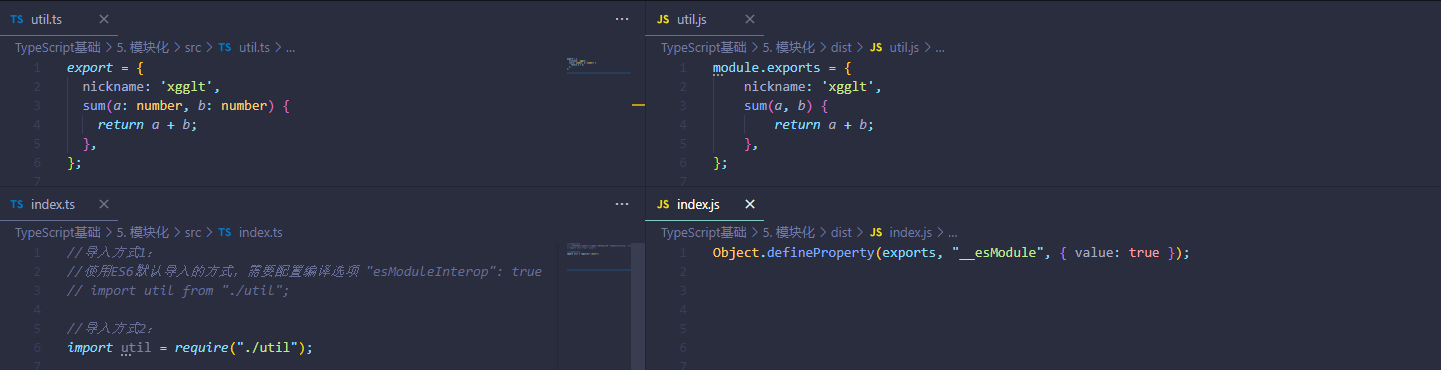 TS util.ts × ···
TypeScript基础 > 5. 模块化 > src > TS util.ts > ...
1 export = {
2 nickname: 'xgglt',
3 sum(a: number, b: number) {
4 return a + b;
5 },
6 };
7
JS util.js ×
TypeScript基础 > 5. 模块化 > dist > JS util.js > ...
1 module.exports = {
2 nickname: 'xgglt',
3 sum(a, b) {
4 return a + b;
5 },
6 };
7
TS index.ts × ···
TypeScript基础 > 5. 模块化 > src > TS index.ts
1 //导入方式1：
2 //使用ES6默认导入的方式，需要配置编译选项 "esModuleInterop": true
3 // import util from "./util";
4
5 //导入方式2：
6 import util = require("./util");
7
JS index.js ×
TypeScript基础 > 5. 模块化 > dist > JS index.js > ...
1 Object.defineProperty(exports, "__esModule", { value: true });
2
3
4
5
6
7